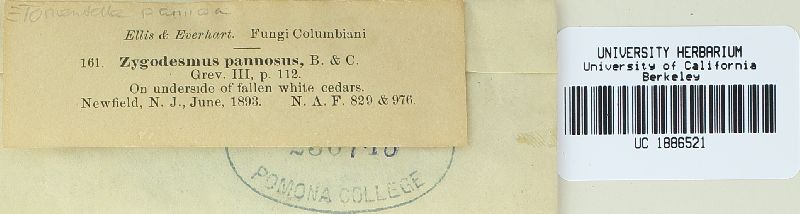 Ellis & Everhart. Fungi Columbiani
161. Zygodesmus pannosus, B. & C.
Grev. III, p. 112.
On underside of fallen white cedars.
Newfield, N. J., June, 1893. N. A. F. 829 & 976.
POMONA COLLEGE
UNIVERSITY HERBARIUM
University of California
Berkeley
UC 1886521